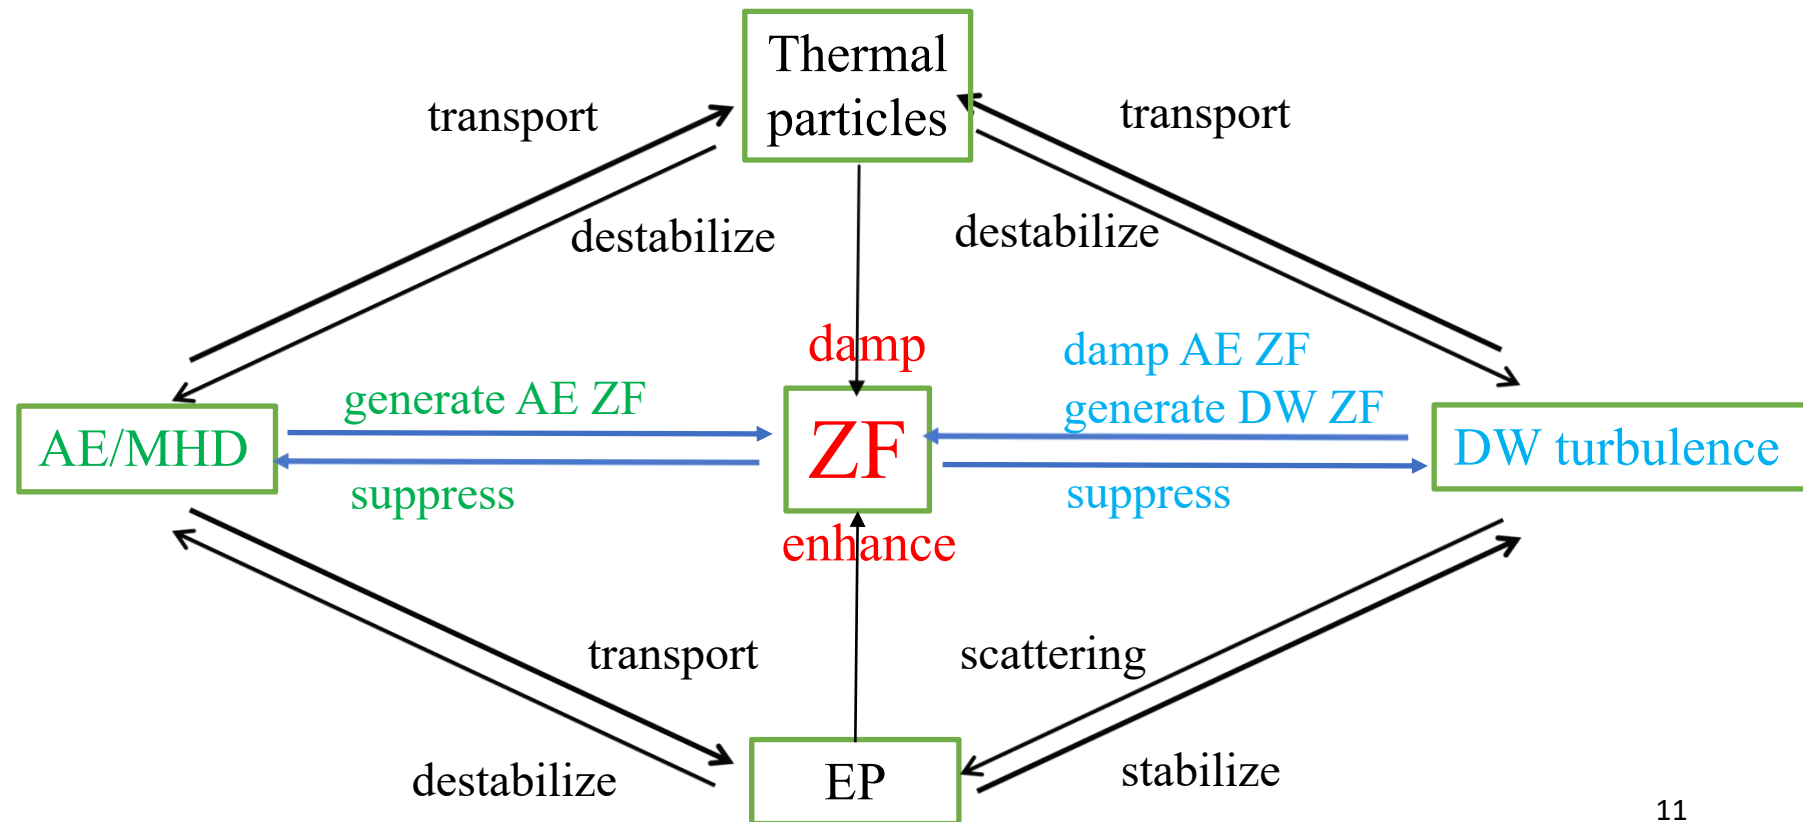 Thermal
particles
transport
transport
destabilize
destabilize
damp
damp AE ZF
generate AE ZF
generate DW ZF
AE/MHD
ZF
DW turbulence
suppress
suppress
enhance
transport
scattering
destabilize
EP
stabilize
11